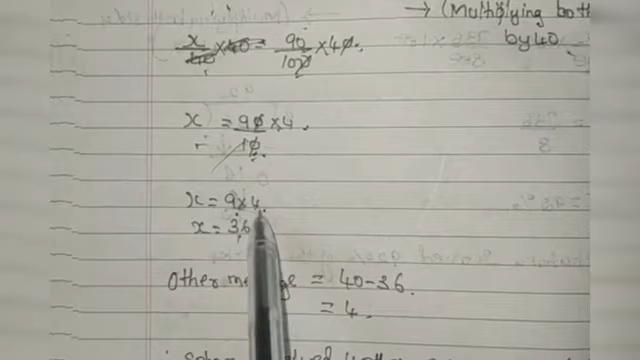 → (Multiplying both
x/40 × 40 = 90/100 × 40. by 40
x = 90 × 4.
10
x = 9×4.
x = 36
Other = 40-36.
= 4.